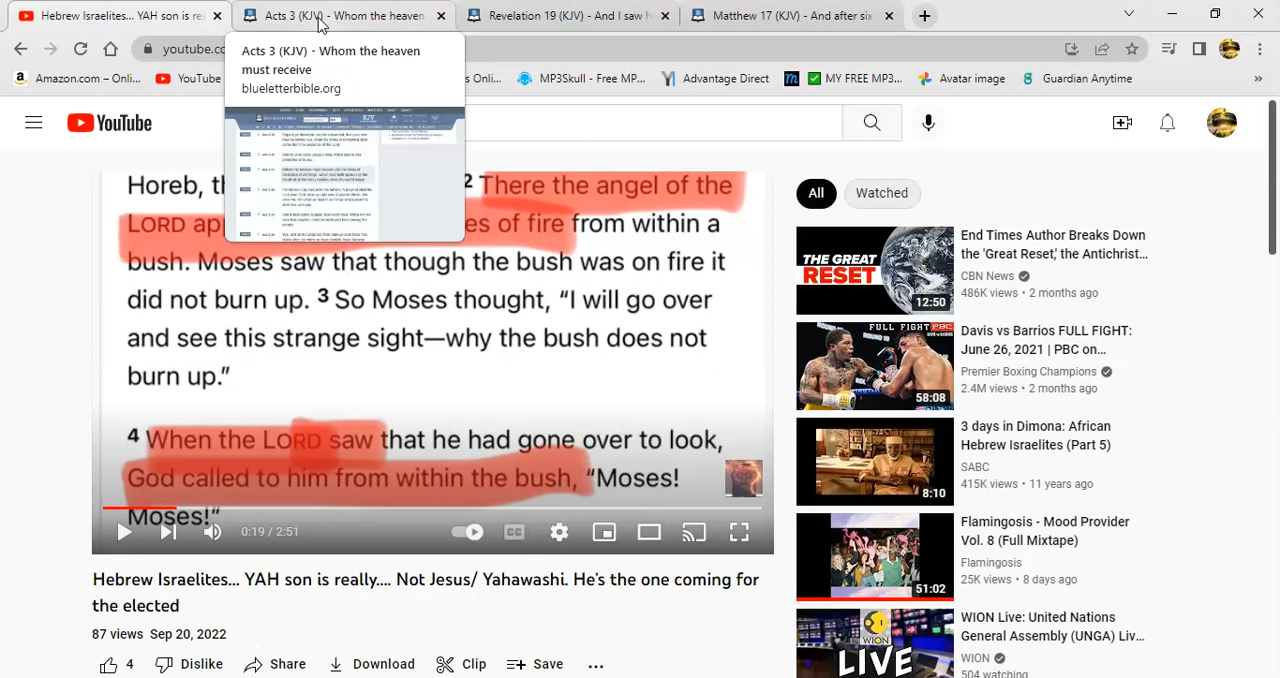 Hebrew Israelites... YAH son is re
Acts 3 (KJV) - Whom the heaven
Revelation 19 (KJV) - And I saw h
Matthew 17 (KJV) - And after six
youtube.co
Amazon.com – Onli...
YouTube
s Onli...
MP3Skull - Free MP...
Advantage Direct
MY FREE MP3...
Avatar image
Guardian Anytime
»
Acts 3 (KJV) - Whom the heaven
must receive
blueletterbible.org
YouTube
All
Watched
Horeb, th
2 There the angel of the
LORD app
es of fire from within a
bush. Moses saw that though the bush was on fire it
did not burn up. 3 So Moses thought, “I will go over
and see this strange sight—why the bush does not
burn up.”
4 When the LORD saw that he had gone over to look,
God called to him from within the bush, “Moses!
Moses!”
0:19 / 2:51
CC
Hebrew Israelites... YAH son is really.... Not Jesus/ Yahawashi. He's the one coming for
the elected
87 views Sep 20, 2022
4
Dislike
Share
Download
Clip
Save
...
THE GREAT
RESET
12:50
End Times Author Breaks Down
the 'Great Reset,' the Antichrist...
CBN News
486K views • 2 months ago
FULL FIGHT PBC
58:08
Davis vs Barrios FULL FIGHT:
June 26, 2021 | PBC on...
Premier Boxing Champions
2.4M views • 2 months ago
8:10
3 days in Dimona: African
Hebrew Israelites (Part 5)
SABC
415K views • 11 years ago
51:02
Flamingosis - Mood Provider
Vol. 8 (Full Mixtape)
Flamingosis
25K views • 8 days ago
WION
LIVE
WION Live: United Nations
General Assembly (UNGA) Liv...
WION
504 watching